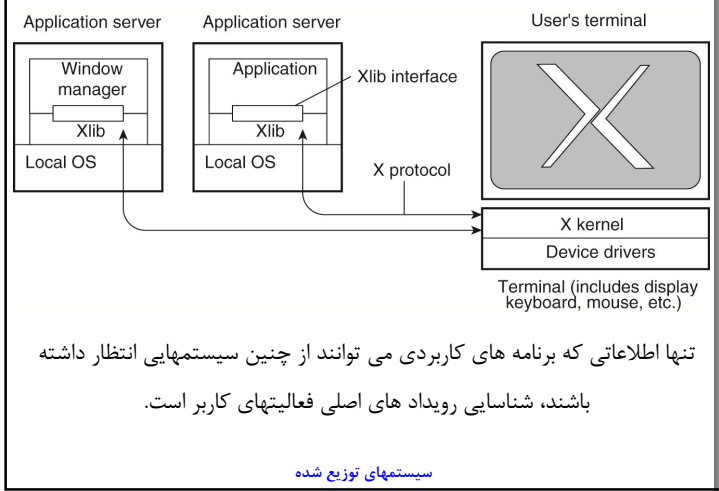 Application server
Application server
User's terminal
Window
manager
Application
Xlib interface
Xlib
Xlib
Local OS
Local OS
X protocol
X kernel
Device drivers
Terminal (includes display
keyboard, mouse, etc.)
تنها اطلاعاتی که برنامه های کاربردی می توانند از چنین سیستمهایی انتظار داشته
باشند، شناسایی رویداد های اصلی فعالیتهای کاربر است.
سیستمهای توزیع شده